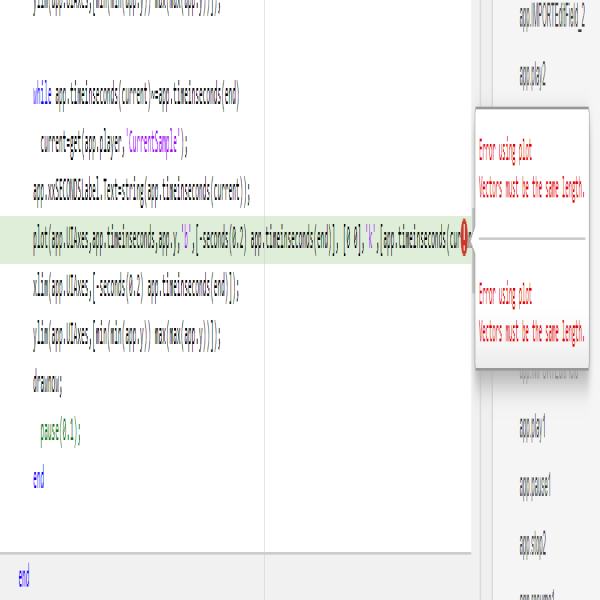 ylim(app.UIAxes,[min(min(app.y)) max(max(app.y))]);
while app.timeinseconds(current)~=app.timeinseconds(end)
current=get(app.player,'CurrentSample');
app.xxSECONDSLabel.Text=string(app.timeinseconds(current));
plot(app.UIAxes,app.timeinseconds,app.y,'b',[-seconds(0.2) app.timeinseconds(end)], [0 0],'k',[app.timeinseconds(cur
xlim(app.UIAxes,[-seconds(0.2) app.timeinseconds(end)]);
ylim(app.UIAxes,[min(min(app.y)) max(max(app.y))]);
drawnow;
pause(0.1);
end
end
Error using plot
Vectors must be the same length.
Error using plot
Vectors must be the same length.
app.IMPORTEditField_2
app.play2
app.play1
app.pause1
app.stop2